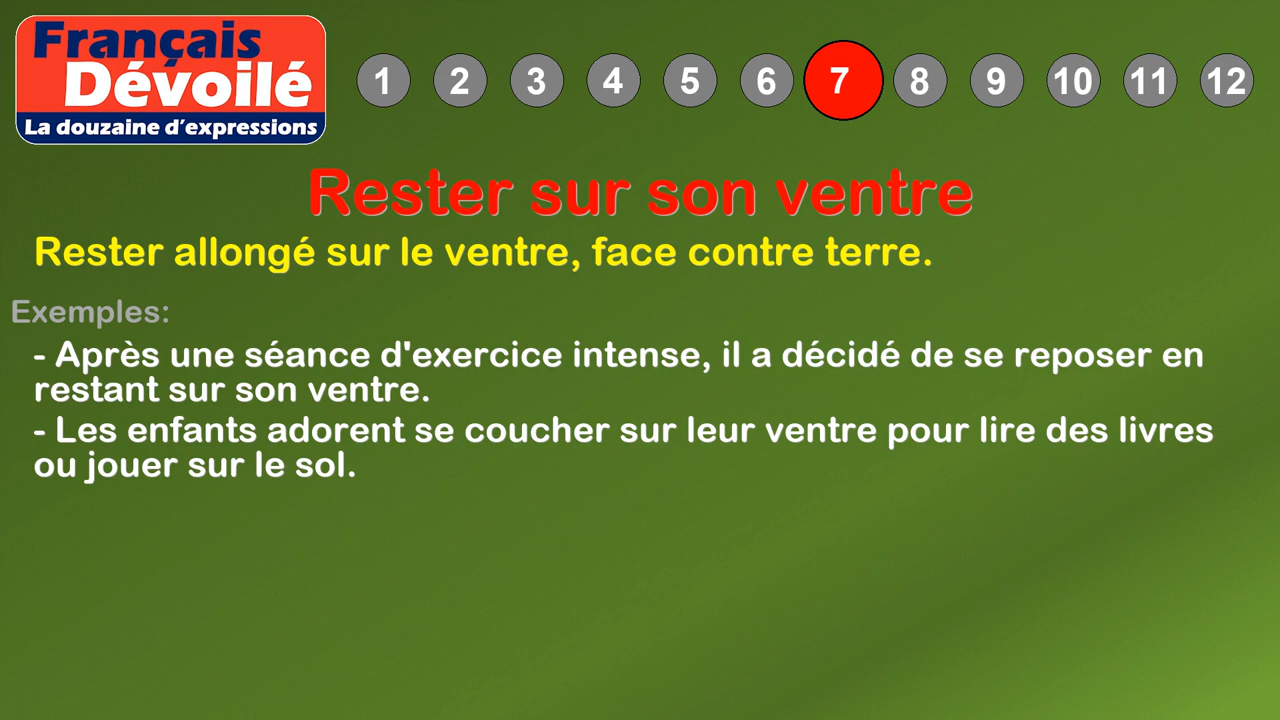 Français
Dévoilé
La douzaine d'expressions
1 2 3 4 5 6 7 8 9 10 11 12
Rester sur son ventre
Rester allongé sur le ventre, face contre terre.
Exemples:
- Après une séance d'exercice intense, il a décidé de se reposer en
restant sur son ventre.
- Les enfants adorent se coucher sur leur ventre pour lire des livres
ou jouer sur le sol.